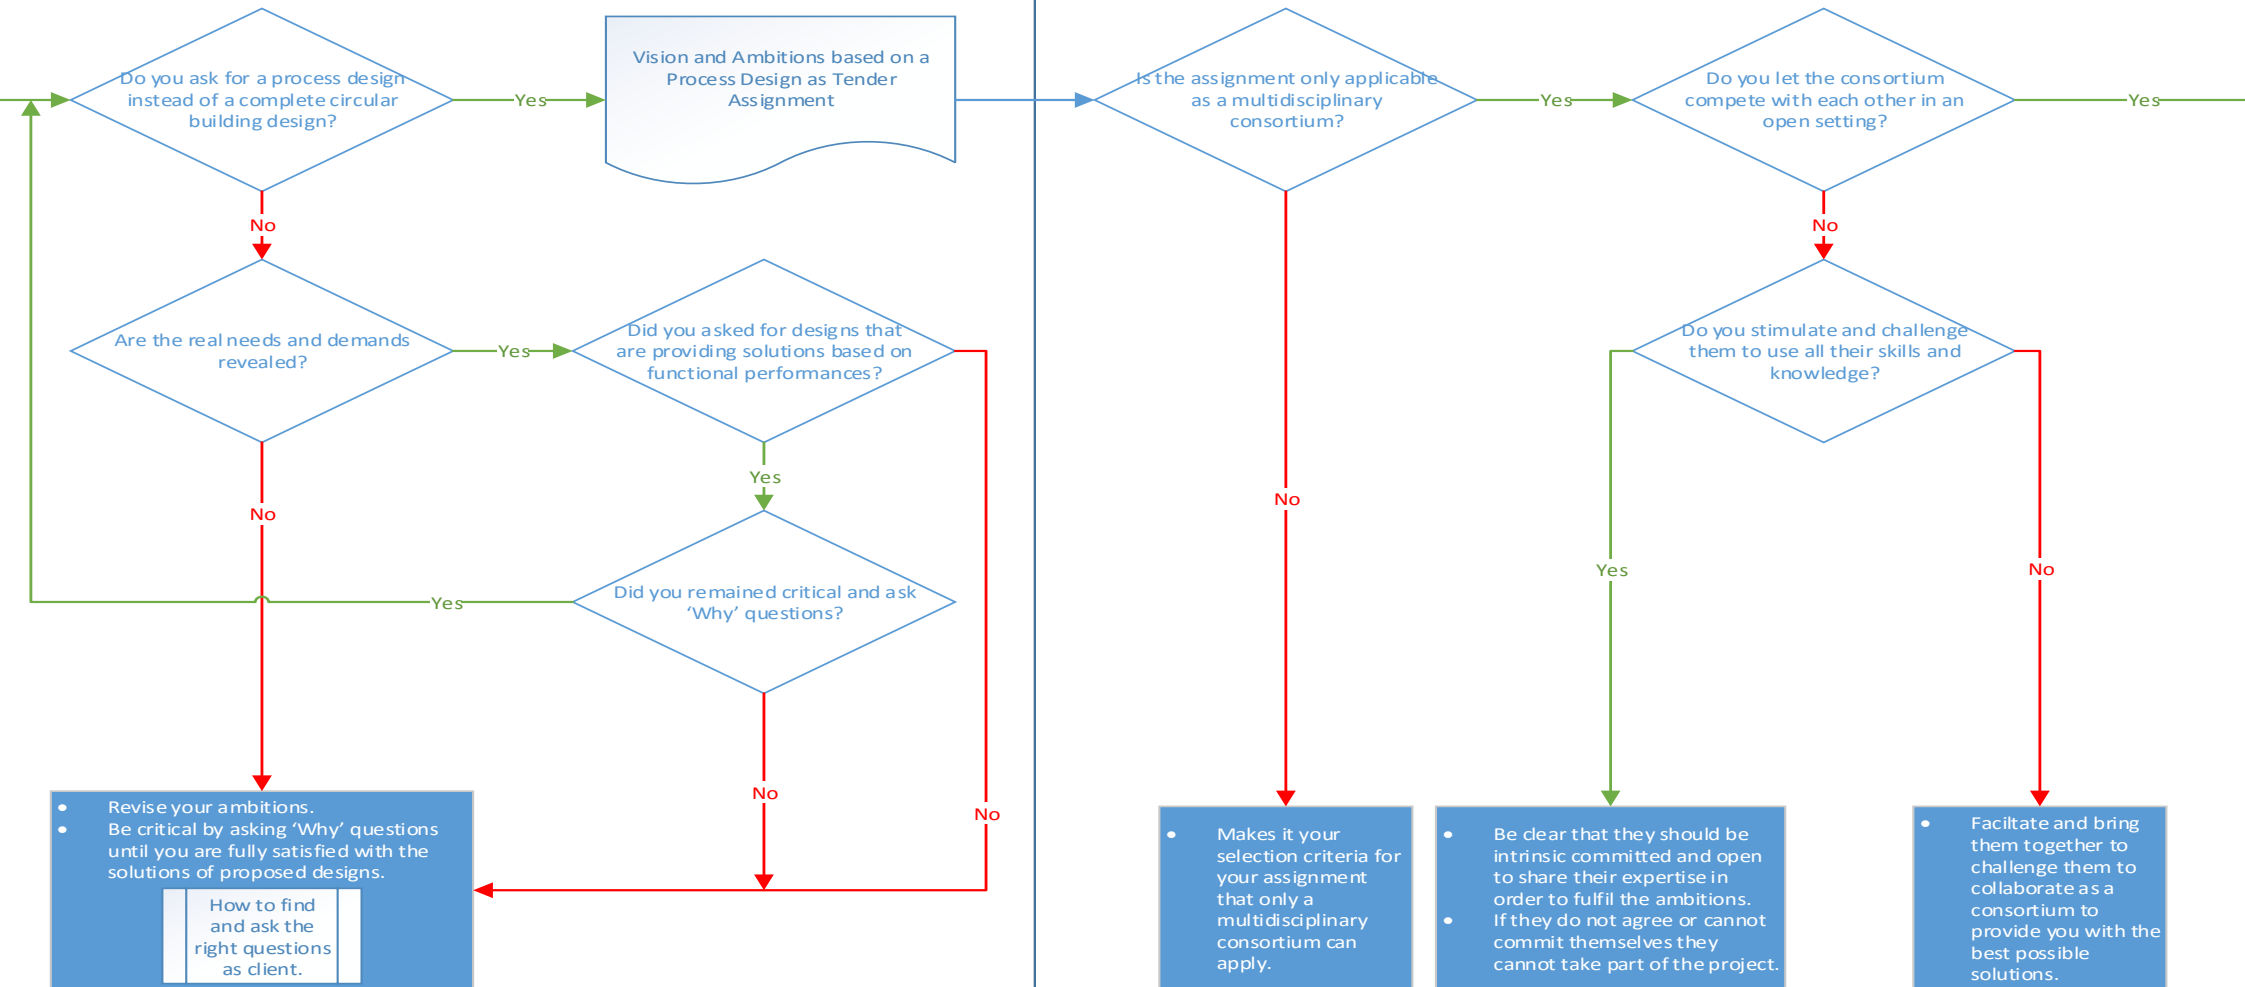 Do you ask for a process design
instead of a complete circular
building design?
Yes
Vision and Ambitions based on a
Process Design as Tender
Assignment
Is the assignment only applicable
as a multidisciplinary
consortium?
Yes
Do you let the consortium
compete with each other in an
open setting?
Yes
No
No
Are the real needs and demands
revealed?
Yes
Did you asked for designs that
are providing solutions based on
functional performances?
Do you stimulate and challenge
them to use all their skills and
knowledge?
Yes
No
No
Yes
No
Did you remained critical and ask
‘Why’ questions?
Yes
No
No
• Revise your ambitions.
• Be critical by asking ‘Why’ questions
until you are fully satisfied with the
solutions of proposed designs.
How to find
and ask the
right questions
as client.
• Makes it your
selection criteria for
your assignment
that only a
multidisciplinary
consortium can
apply.
• Be clear that they should be
intrinsic committed and open
to share their expertise in
order to fulfil the ambitions.
• If they do not agree or cannot
commit themselves they
cannot take part of the project.
• Faciltate and bring
them together to
challenge them to
collaborate as a
consortium to
provide you with the
best possible
solutions.